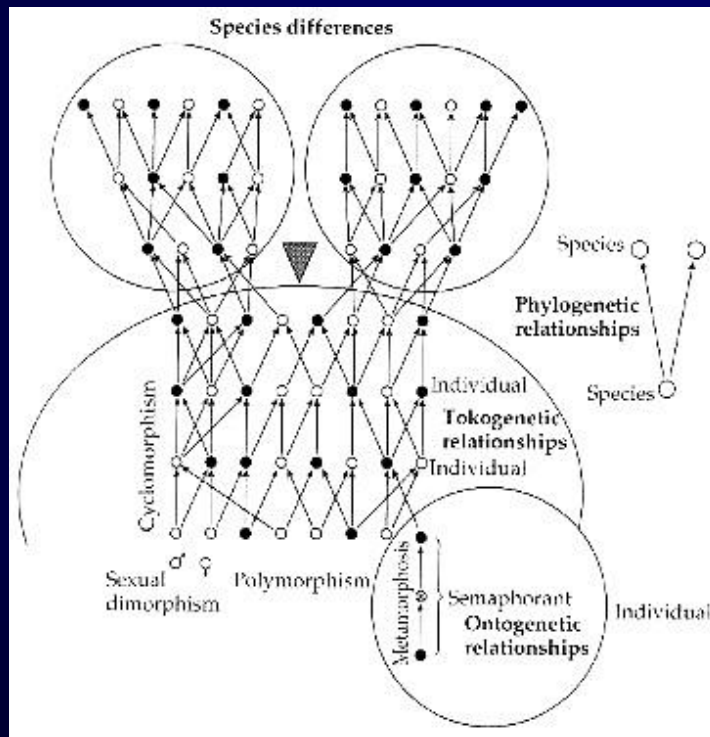 Species differences
Species
Phylogenetic
relationships
Species
Cyclomorphism
Individual
Tokogenetic
relationships
Individual
♂ ♀
Sexual
dimorphism
Polymorphism
Metamorphosis
Semaphorant
Ontogenetic
relationships
Individual